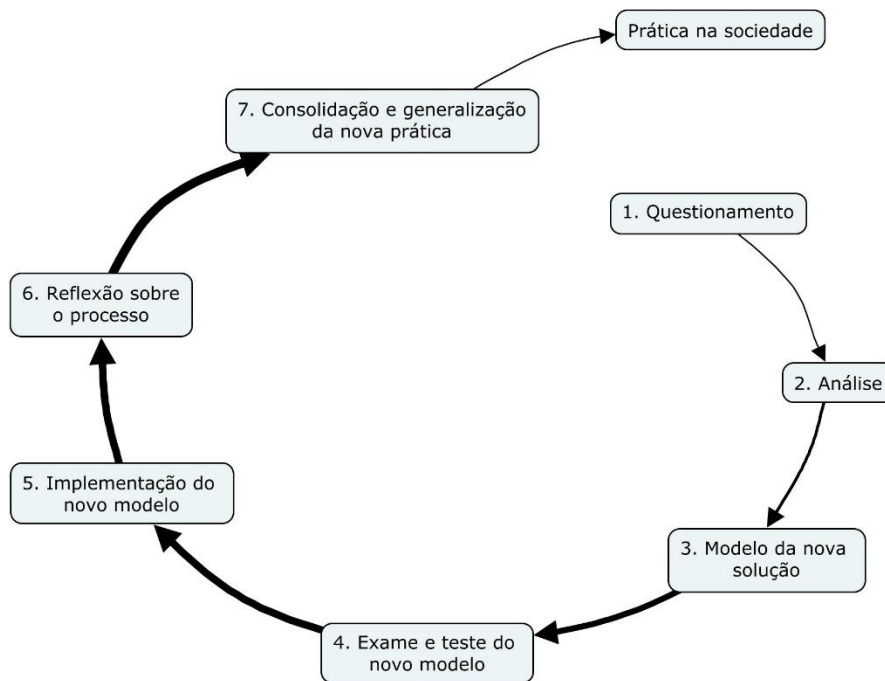 Prática na sociedade
7. Consolidação e generalização
da nova prática
1. Questionamento
6. Reflexão sobre
o processo
2. Análise
5. Implementação do
novo modelo
3. Modelo da nova
solução
4. Exame e teste do
novo modelo